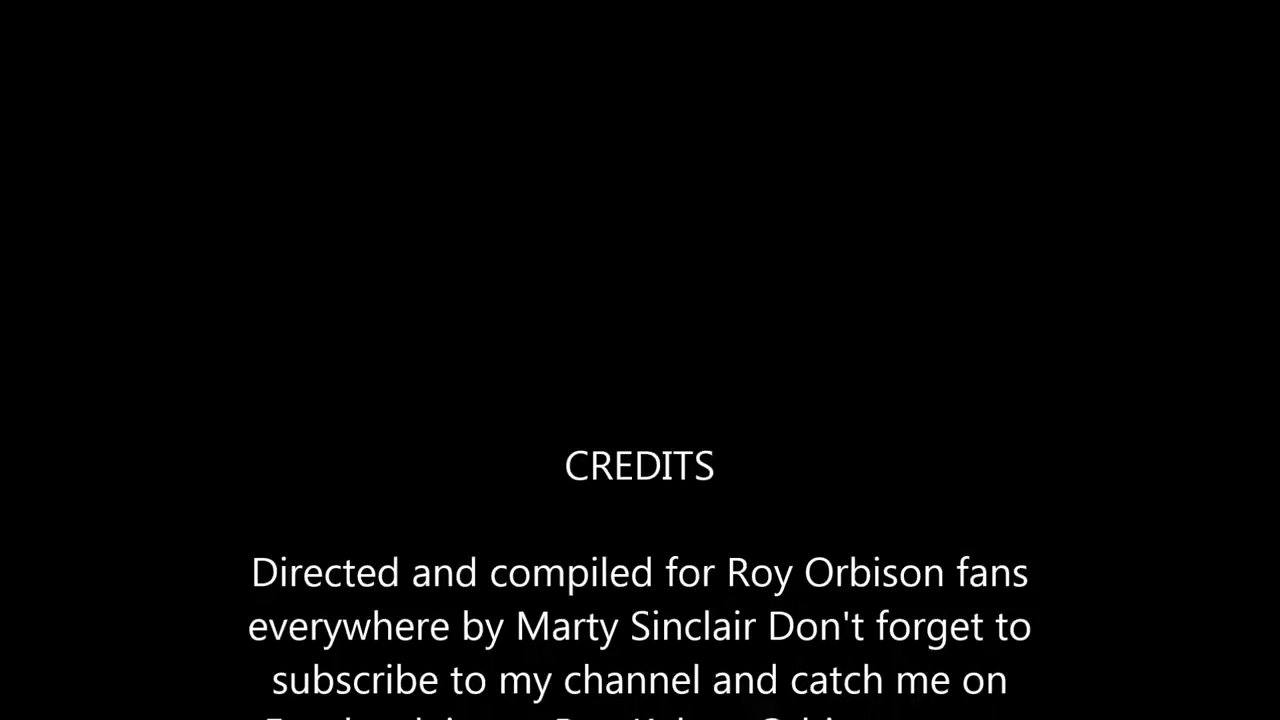 CREDITS
Directed and compiled for Roy Orbison fans
everywhere by Marty Sinclair Don't forget to
subscribe to my channel and catch me on